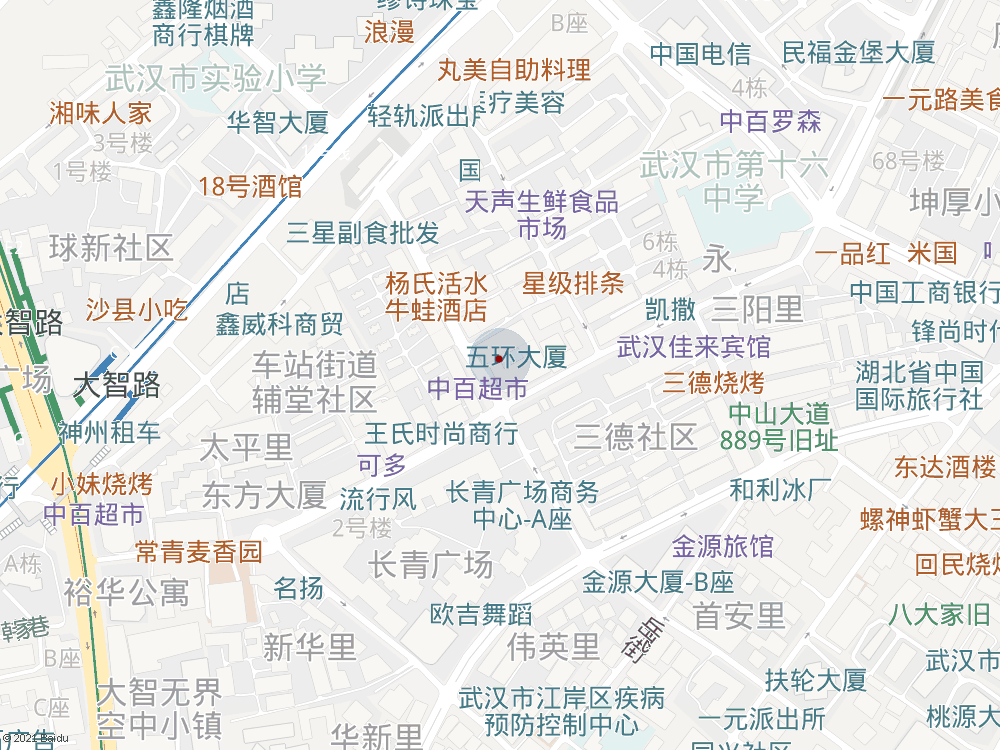 鑫隆烟酒
商行棋牌
浪漫
B座
中国电信
民福金堡大厦
丸美自助料理
4栋
武汉市实验小学
一元路美食
湘味人家
华智大厦
轻轨派出所
医疗美容
中百罗森
3号楼
1号楼
国
武汉市第十六
中学
68号楼
18号酒馆
天声生鲜食品
市场
坤厚小
三星副食批发
球新社区
6栋
4栋
永
一品红
米国
杨氏活水
牛蛙酒店
星级排条
店
沙县小吃
鑫威科商贸
凯撒
三阳里
中国工商银行
智路
锋尚时代
五环大厦
武汉佳来宾馆
车站街道
辅堂社区
广场
大智路
中百超市
三德烧烤
湖北省中国
国际旅行社
中山大道
889号旧址
神州租车
太平里
王氏时尚商行
三德社区
可多
东达酒楼
行
小妹烧烤
东方大厦
流行风
长青广场商务
中心-A座
和利冰厂
中百超市
2号楼
螺神虾蟹大王
常青麦香园
金源旅馆
A栋
长青广场
回民烧烤
裕华公寓
名扬
金源大厦-B座
欧吉舞蹈
首安里
八大家旧
韩家巷
岳飞街
新华里
伟英里
B座
武汉市
扶轮大厦
大智无界
空中小镇
C座
武汉市江岸区疾病
预防控制中心
一元派出所
桃源大
华新里
广告
© 2021 Baidu